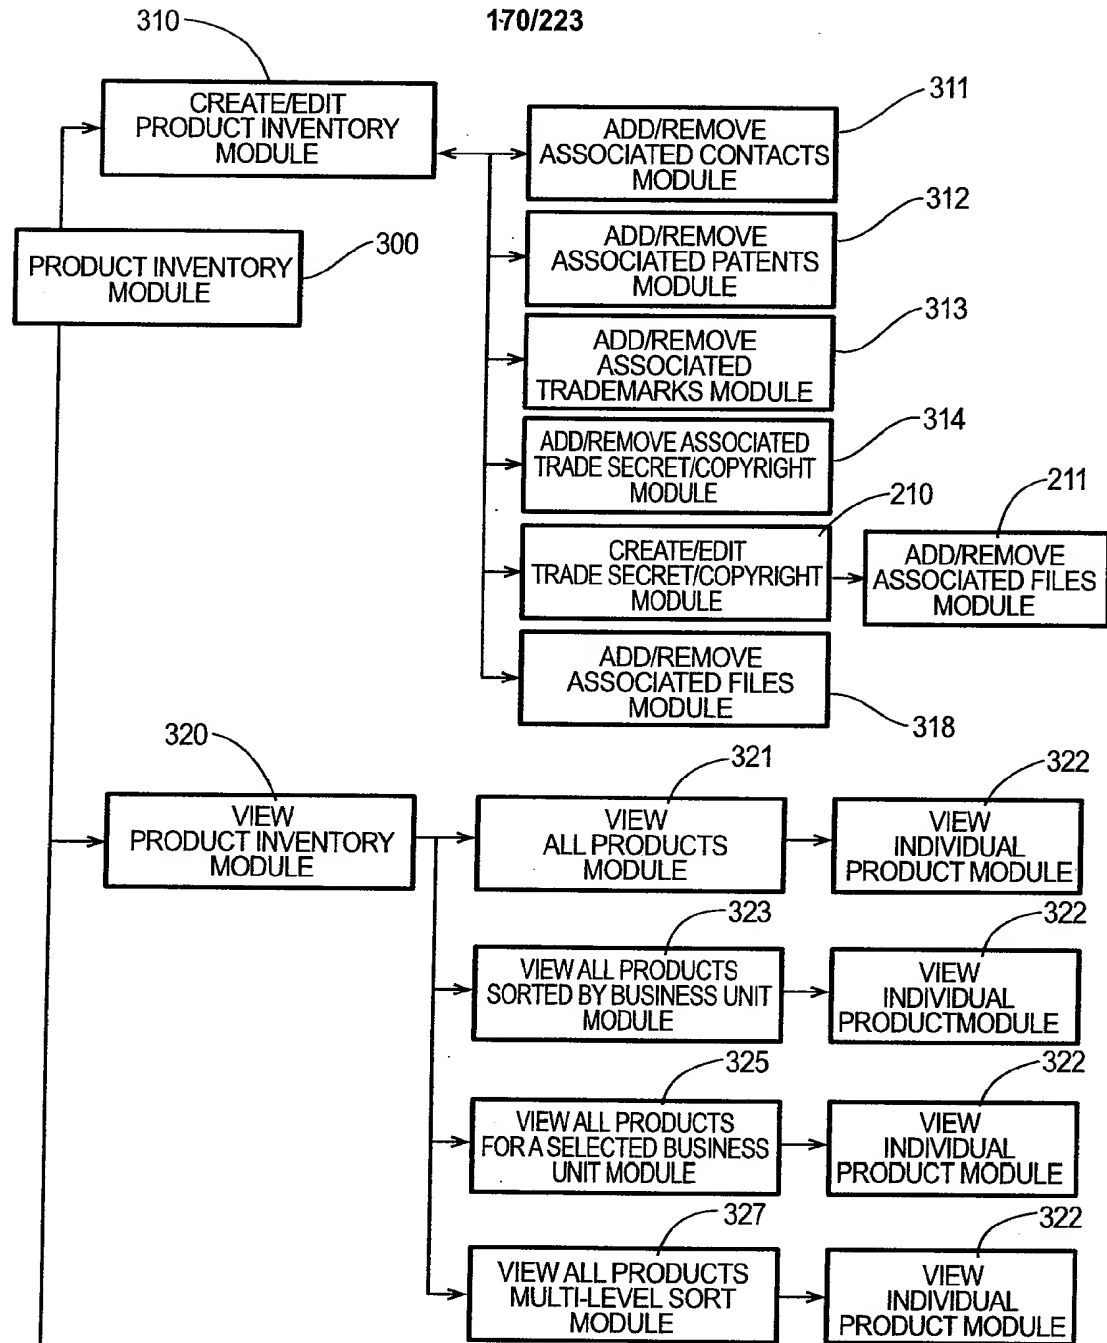 170/223
310
CREATE/EDIT
PRODUCT INVENTORY
MODULE
311
ADD/REMOVE
ASSOCIATED CONTACTS
MODULE
312
ADD/REMOVE
ASSOCIATED PATENTS
MODULE
300
PRODUCT INVENTORY
MODULE
313
ADD/REMOVE
ASSOCIATED
TRADEMARKS MODULE
314
ADD/REMOVE ASSOCIATED
TRADE SECRET/COPYRIGHT
MODULE
210
CREATE/EDIT
TRADE SECRET/COPYRIGHT
MODULE
211
ADD/REMOVE
ASSOCIATED FILES
MODULE
ADD/REMOVE
ASSOCIATED FILES
MODULE
318
320
VIEW
PRODUCT INVENTORY
MODULE
321
VIEW
ALL PRODUCTS
MODULE
322
VIEW
INDIVIDUAL
PRODUCT MODULE
323
VIEW ALL PRODUCTS
SORTED BY BUSINESS UNIT
MODULE
322
VIEW
INDIVIDUAL
PRODUCTMODULE
325
VIEW ALL PRODUCTS
FOR A SELECTED BUSINESS
UNIT MODULE
322
VIEW
INDIVIDUAL
PRODUCT MODULE
327
VIEW ALL PRODUCTS
MULTI-LEVEL SORT
MODULE
322
VIEW
INDIVIDUAL
PRODUCT MODULE